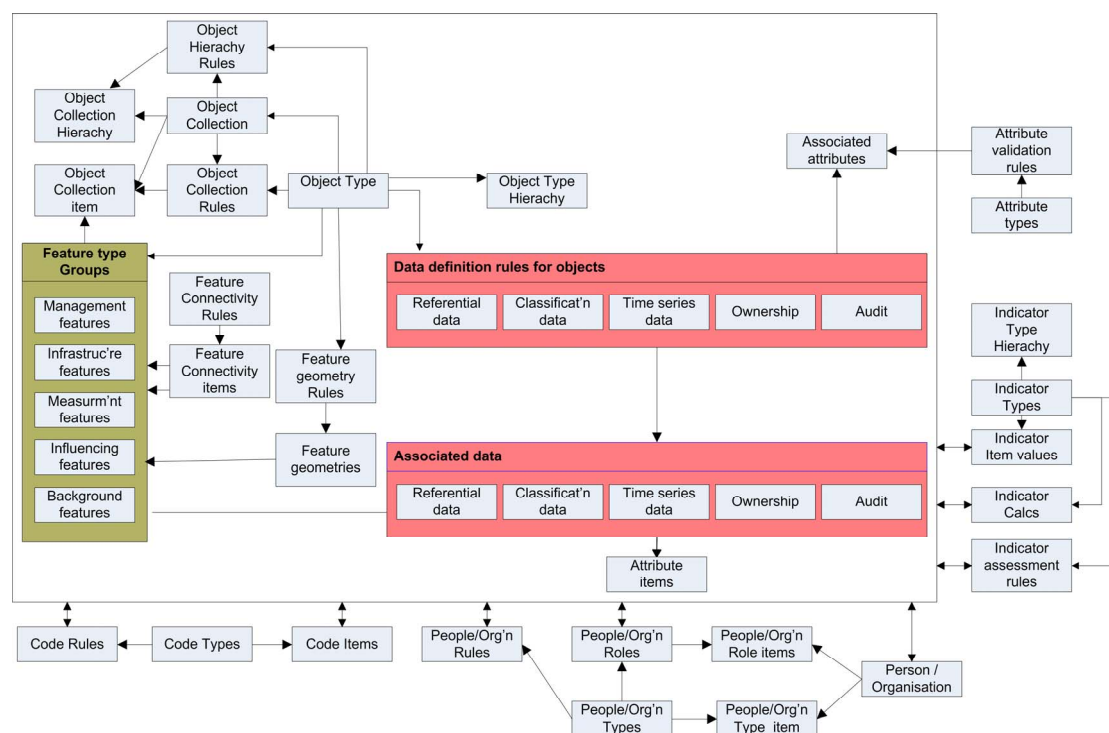 Object
Hierachy
Rules
Object
Collection
Hierachy
Object
Collection
Object
Collection
item
Object
Collection
Rules
Object Type
Object Type
Hierarchy
Associated
attributes
Attribute
validation
rules
Attribute
types
Feature type
Groups
Management
features
Infrastruc're
features
Measurm'nt
features
Influencing
features
Background
features
Feature
Connectivity
Rules
Feature
Connectivity
items
Feature
geometry
Rules
Feature
geometries
Data definition rules for objects
Referential
data
Classificat'n
data
Time series
data
Ownership
Audit
Associated data
Referential
data
Classificat'n
data
Time series
data
Ownership
Audit
Attribute
items
Indicator
Type
Hierachy
Indicator
Types
Indicator
Item values
Indicator
Calcs
Indicator
assessment
rules
Code Rules
Code Types
Code Items
People/Org'n
Rules
People/Org'n
Roles
People/Org'n
Role items
Person /
Organisation
People/Org'n
Types
People/Org'n
Type item